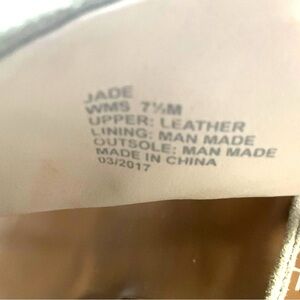 JADE
WMS 7½M
UPPER: LEATHER
LINING: MAN MADE
OUTSOLE: MAN MADE
MADE IN CHINA
03/2017